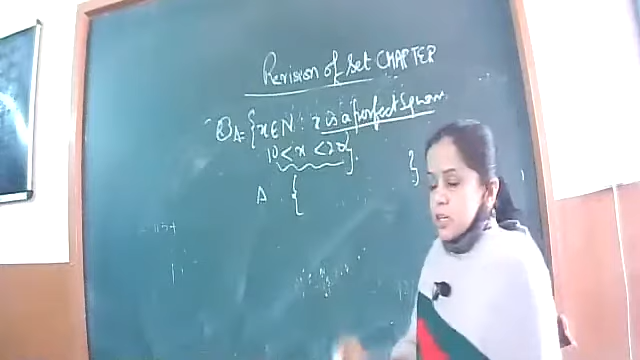 Revision of Set CHAPTER
A= {x∈N : x is a perfect Square
10 < x < 20}
A { }